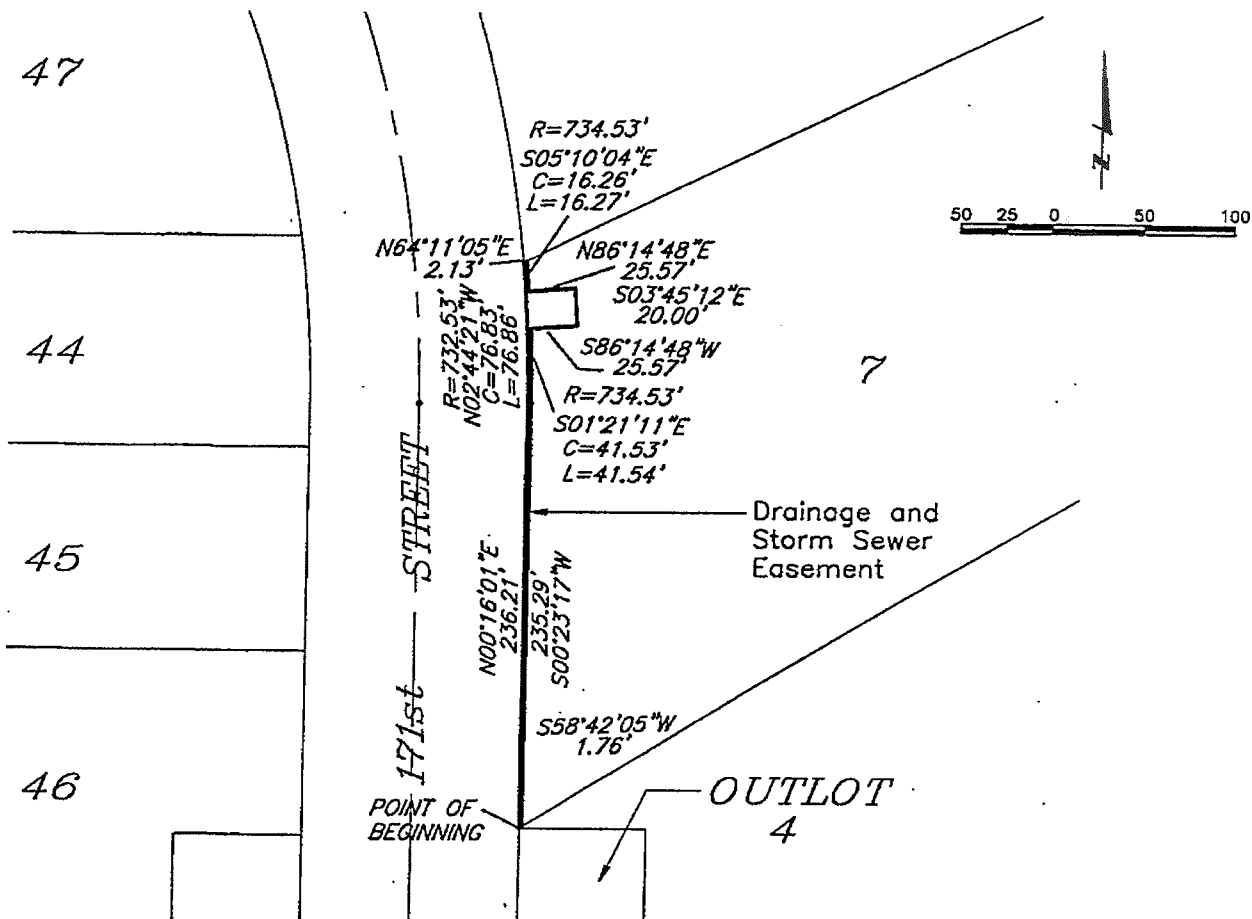 47
R=734.53'
S05°10'04"E
C=16.26'
L=16.27'
N
50 25 0 50 100
N64°11'05"E
2.13'
N86°14'48"E
25.57'
S03°45'12"E
20.00'
R=732.53'
N02°44'21"W
C=76.83'
L=76.86'
S86°14'48"W
25.57'
44
7
R=734.53'
S01°21'11"E
C=41.53'
L=41.54'
171st STREET
Drainage and
Storm Sewer
Easement
45
N00°16'01"E
236.21'
235.29'
S00°23'17"W
S58°42'05"W
1.76'
46
POINT OF
BEGINNING
OUTLOT
4